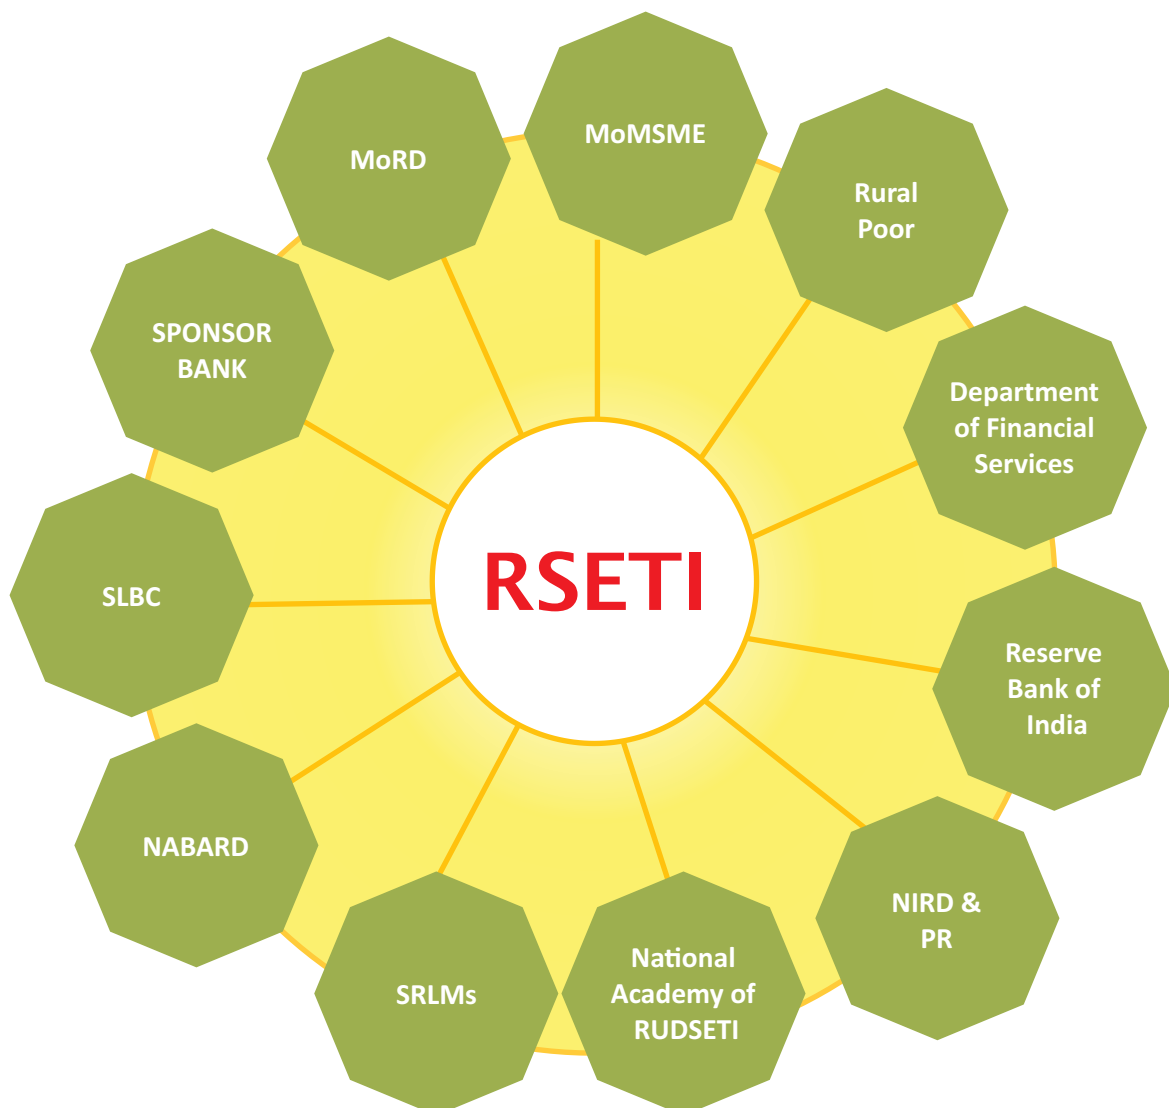 MoMSME
MoRD
Rural
Poor
SPONSOR
BANK
Department
of Financial
Services
RSETI
SLBC
Reserve
Bank of
India
NABARD
NIRD &
PR
SRLMs
National
Academy of
RUDSETI